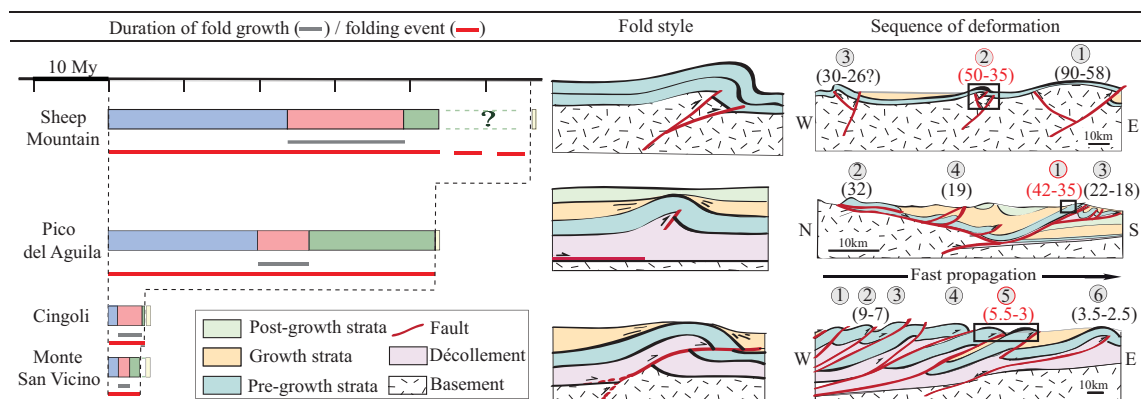 Duration of fold growth ( ) / folding event ( )
Fold style
Sequence of deformation
10 My
Sheep
Mountain
?
Pico
del Aguila
Cingoli
Monte
San Vicino
Post-growth strata
Growth strata
Pre-growth strata
Fault
Décollement
Basement
3
(30-26?)
2
(50-35)
1
(90-58)
W
E
10km
2
(32)
4
(19)
1
(42-35)
3
(22-18)
N
S
10km
Fast propagation
1
2
(9-7)
3
4
5
(5.5-3)
6
(3.5-2.5)
W
E
10km